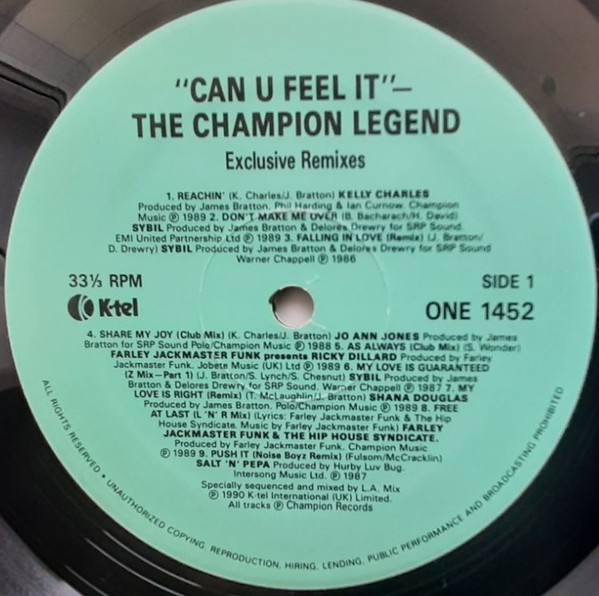 "CAN U FEEL IT"–
THE CHAMPION LEGEND
Exclusive Remixes
1. REACHIN' (K. Charles/J. Bratton) KELLY CHARLES
Produced by James Bratton, Phil Harding & Ian Curnow. Champion
Music ℗ 1989 2. DON'T MAKE ME OVER (B. Bacharach/H. David)
SYBIL Produced by James Bratton & Delores Drewry for SRP Sound.
EMI United Partnership Ltd ℗ 1989 3. FALLING IN LOVE (Remix) (J. Bratton/
D. Drewry) SYBIL Produced by James Bratton & Delores Drewry for SRP Sound
Warner Chappell ℗ 1986
33⅓ RPM
SIDE 1
K-tel
ONE 1452
4. SHARE MY JOY (Club Mix) (K. Charles/J. Bratton) JO ANN JONES Produced by James
Bratton for SRP Sound Polo/Champion Music ℗ 1988 5. AS ALWAYS (Club Mix) (S. Wonder)
FARLEY JACKMASTER FUNK presents RICKY DILLARD Produced by Farley
Jackmaster Funk. Jobete Music (UK) Ltd ℗ 1989 6. MY LOVE IS GUARANTEED
(Z Mix–Part 1) (J. Bratton/S. Lynch/S. Chesnut) SYBIL Produced by James
Bratton & Delores Drewry for SRP Sound. Warner Chappell ℗ 1987 7. MY
LOVE IS RIGHT (Remix) (T. McLaughlin/J. Bratton) SHANA DOUGLAS
Produced by James Bratton. Polo/Champion Music ℗ 1989 8. FREE
AT LAST (L 'N' R Mix) (Lyrics: Farley Jackmaster Funk & The Hip
House Syndicate. Music by Farley Jackmaster Funk) FARLEY
JACKMASTER FUNK & THE HIP HOUSE SYNDICATE.
Produced by Farley Jackmaster Funk, Champion Music
℗ 1989 9. PUSH IT (Noise Boyz Remix) (Fulsom/McCracklin)
SALT 'N' PEPA Produced by Hurby Luv Bug.
Intersong Music Ltd. ℗ 1987
Specially sequenced and mixed by L.A. Mix
℗ 1990 K-tel International (UK) Limited.
All tracks ℗ Champion Records
ALL RIGHTS RESERVED • UNAUTHORIZED COPYING, REPRODUCTION, HIRING, LENDING, PUBLIC PERFORMANCE AND BROADCASTING PROHIBITED